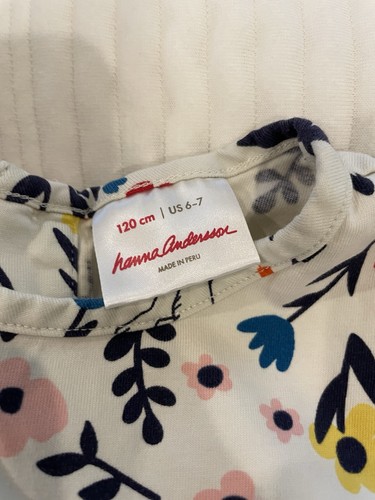 120 cm | US 6-7
hanna Andersson
MADE IN PERU